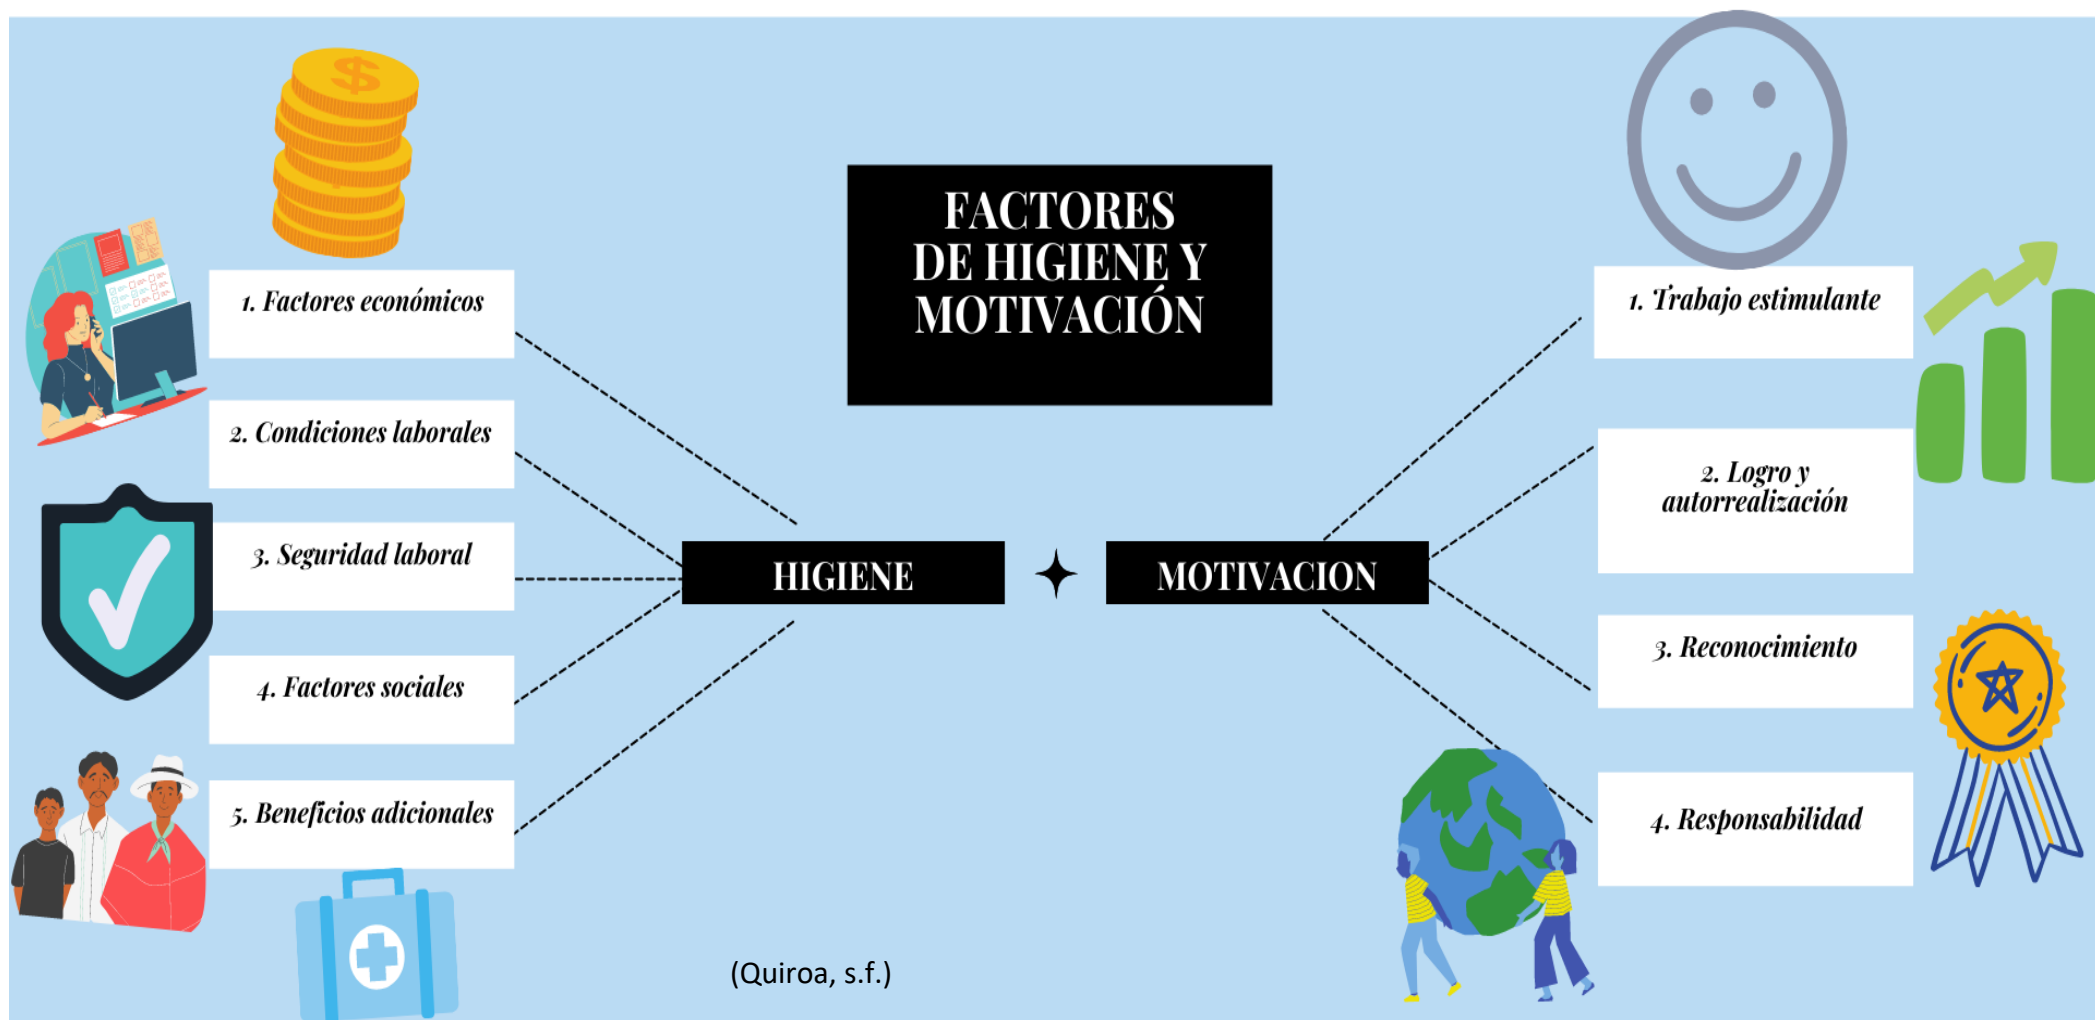 FACTORES
DE HIGIENE Y
MOTIVACIÓN
1. Factores económicos
2. Condiciones laborales
3. Seguridad laboral
4. Factores sociales
5. Beneficios adicionales
HIGIENE
MOTIVACION
1. Trabajo estimulante
2. Logro y
autorrealización
3. Reconocimiento
4. Responsabilidad
(Quiroa, s.f.)
$